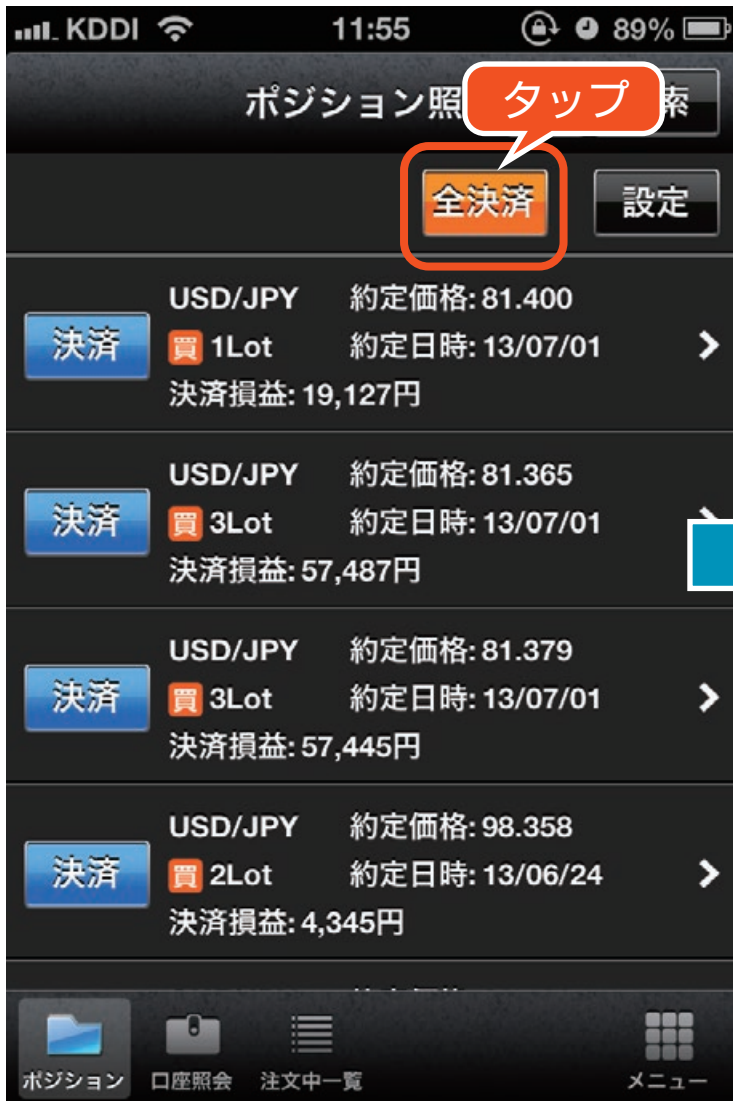 KDDI 11:55 89%
ポジション照
タップ
索
全決済 設定
USD/JPY 約定価格: 81.400
決済 買 1Lot 約定日時: 13/07/01
決済損益: 19,127円
USD/JPY 約定価格: 81.365
決済 買 3Lot 約定日時: 13/07/01
決済損益: 57,487円
USD/JPY 約定価格: 81.379
決済 買 3Lot 約定日時: 13/07/01
決済損益: 57,445円
USD/JPY 約定価格: 98.358
決済 買 2Lot 約定日時: 13/06/24
決済損益: 4,345円
ポジション 口座照会 注文中一覧 メニュー